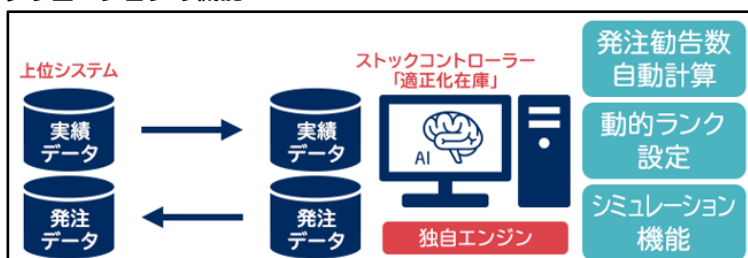 上位システム
実績
データ
発注
データ
実績
データ
発注
データ
ストックコントローラー
「適正化在庫」
AI
独自エンジン
発注勧告数
自動計算
動的ランク
設定
シミュレーション
機能